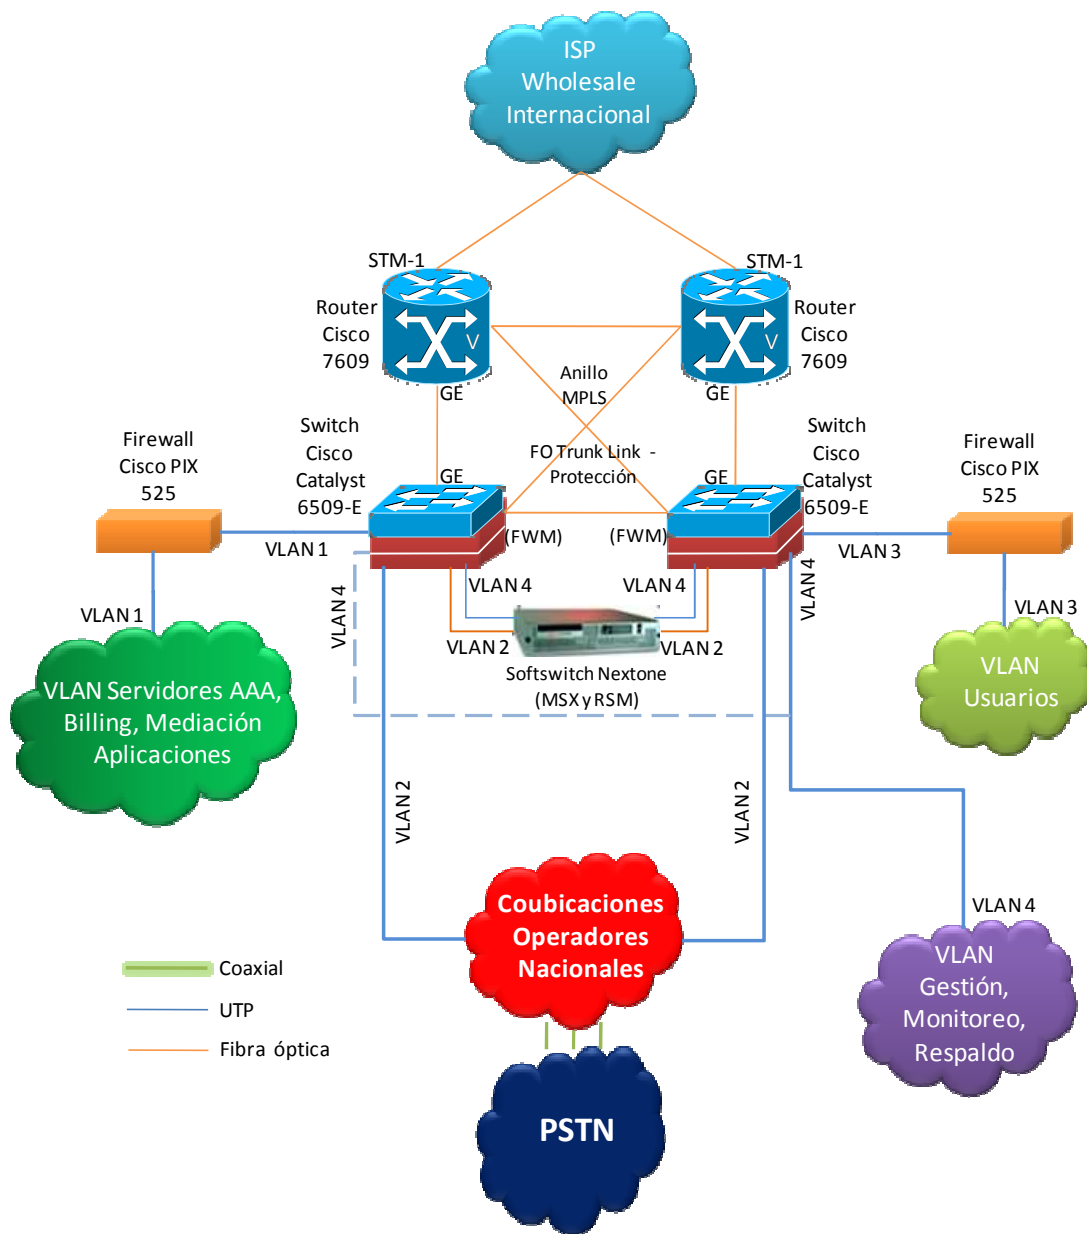 ISP
Wholesale
Internacional
STM-1
STM-1
Router
Cisco
7609
Router
Cisco
7609
GE
GE
Anillo
MPLS
Switch
Cisco
Catalyst
6509-E
Switch
Cisco
Catalyst
6509-E
FO Trunk Link -
Protección
GE
GE
Firewall
Cisco PIX
525
Firewall
Cisco PIX
525
(FWM)
(FWM)
VLAN 1
VLAN 3
VLAN 4
VLAN 4
VLAN 4
VLAN 4
VLAN 1
VLAN 3
VLAN 2
VLAN 2
Softswitch Nextone
(MSX y RSM)
VLAN Servidores AAA,
Billing, Mediación
Aplicaciones
VLAN
Usuarios
VLAN 2
VLAN 2
Coubicaciones
Operadores
Nacionales
VLAN 4
VLAN
Gestión,
Monitoreo,
Respaldo
Coaxial
UTP
Fibra óptica
PSTN
V
V